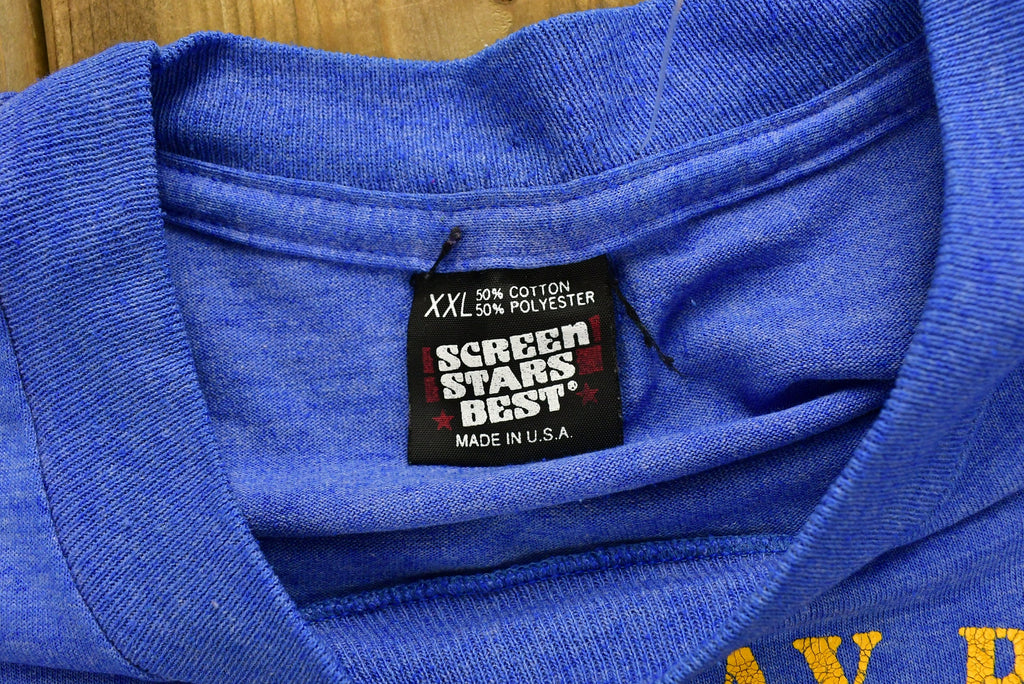 XXL 50% COTTON
50% POLYESTER
SCREEN
STARS
BEST®
MADE IN U.S.A.